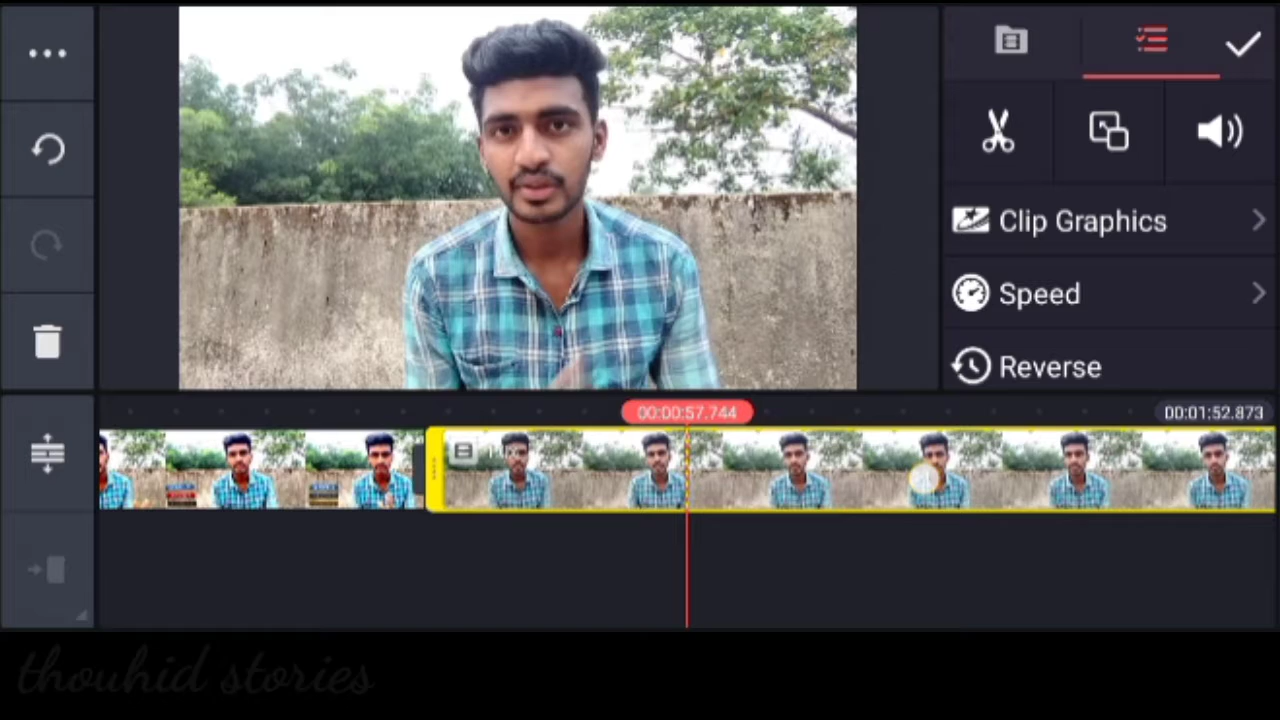 Clip Graphics
Speed
Reverse
00:00:57.744
00:01:52.873
thouhid stories